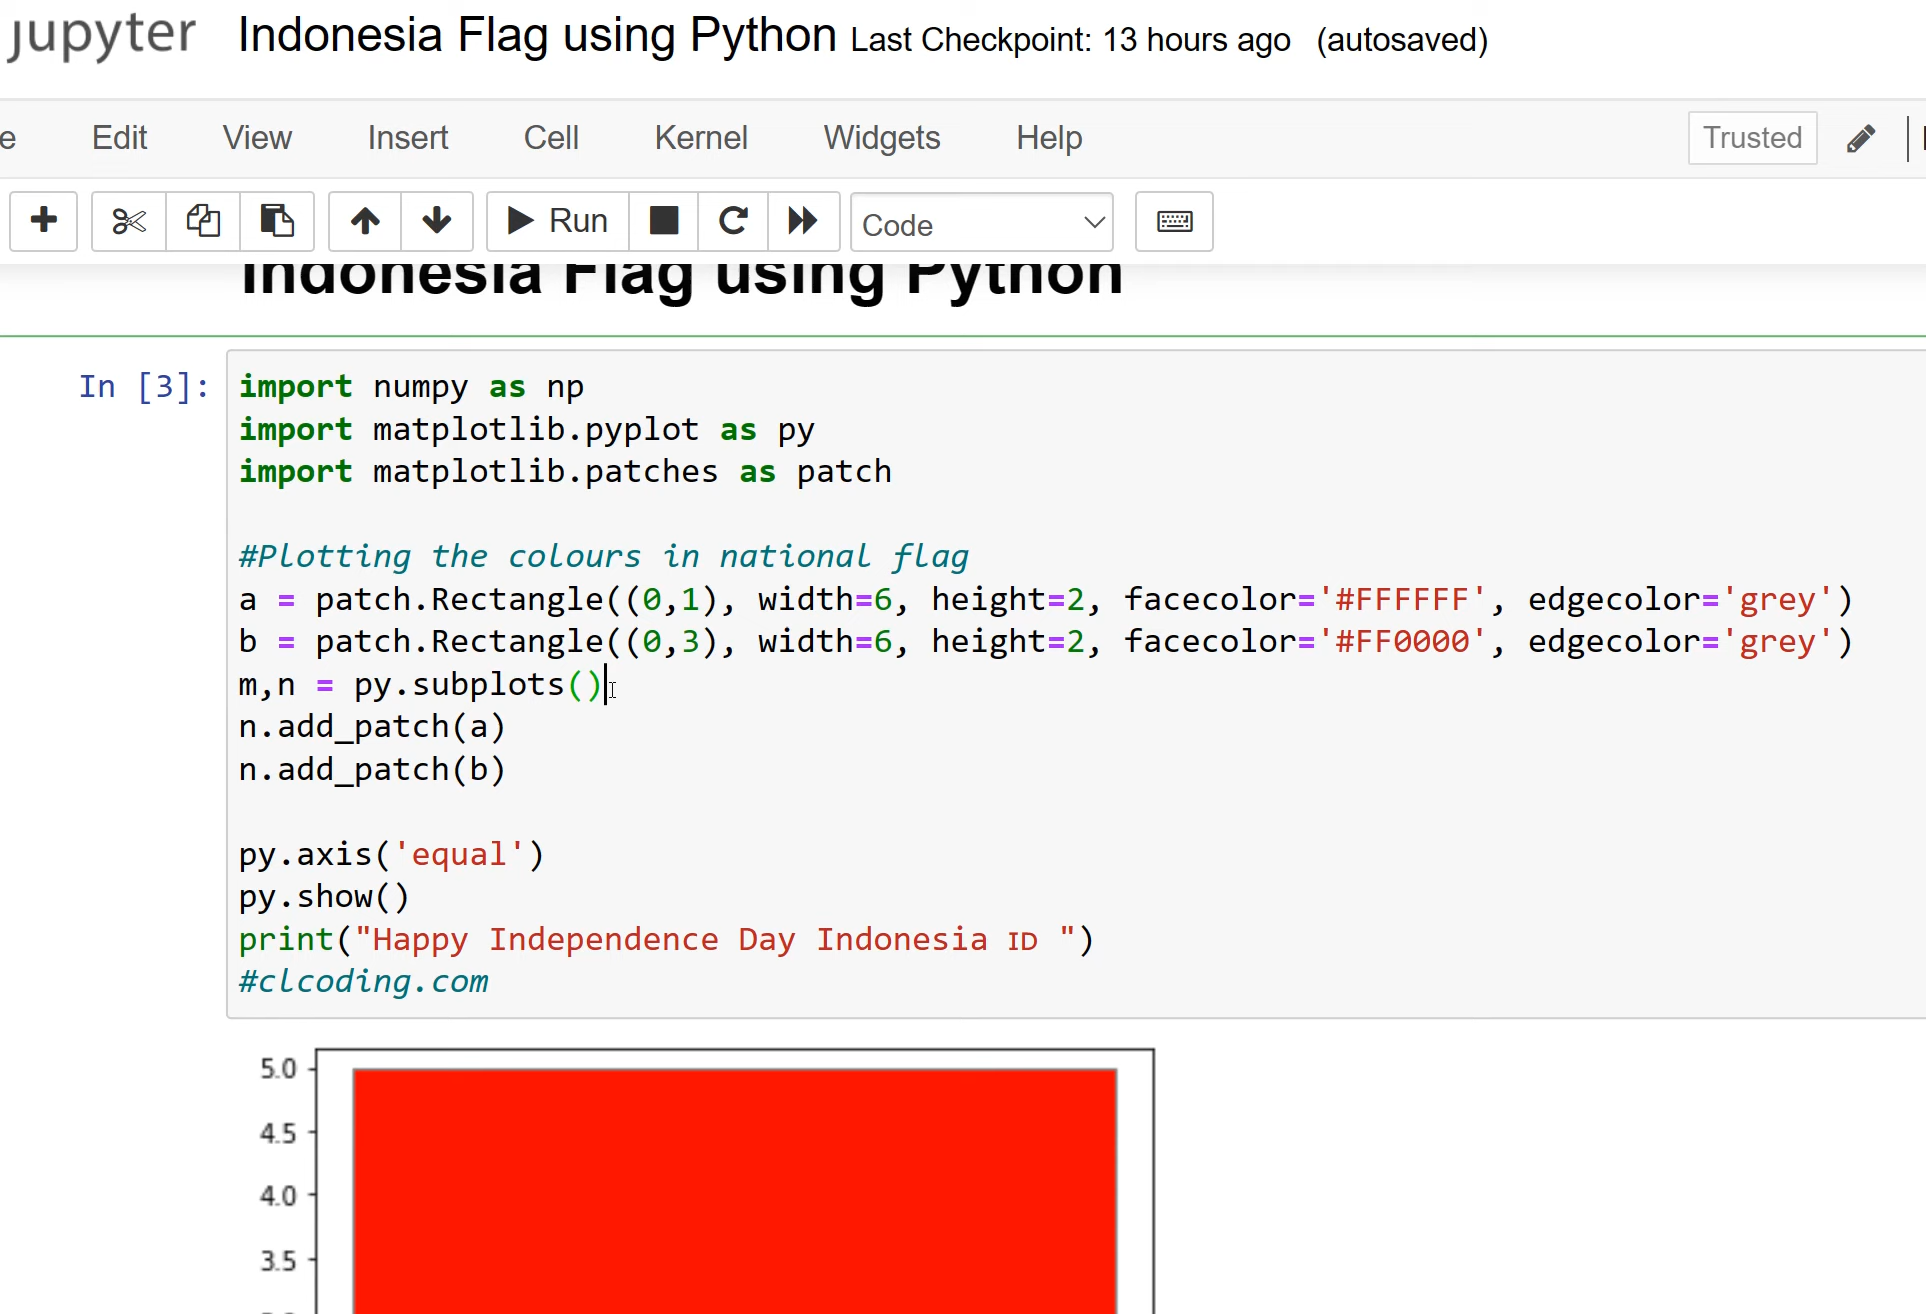 jupyter Indonesia Flag using Python Last Checkpoint: 13 hours ago (autosaved)
e Edit View Insert Cell Kernel Widgets Help Trusted
Run Code
Indonesia Flag using Python
In [3]:
import numpy as np
import matplotlib.pyplot as py
import matplotlib.patches as patch
#Plotting the colours in national flag
a = patch.Rectangle((0,1), width=6, height=2, facecolor='#FFFFFF', edgecolor='grey')
b = patch.Rectangle((0,3), width=6, height=2, facecolor='#FF0000', edgecolor='grey')
m,n = py.subplots()
n.add_patch(a)
n.add_patch(b)
py.axis('equal')
py.show()
print("Happy Independence Day Indonesia ID ")
#clcoding.com
5.0
4.5
4.0
3.5